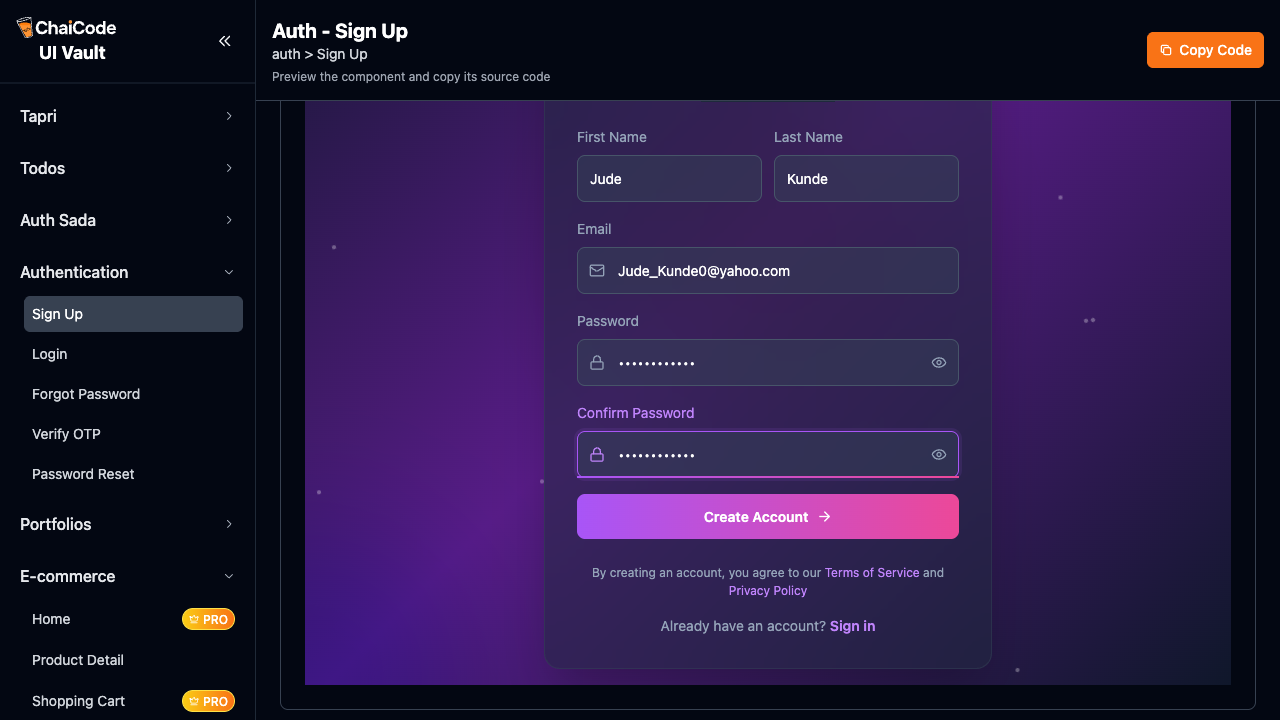 ChaiCode
UI Vault
Tapri
Todos
Auth Sada
Authentication
Sign Up
Login
Forgot Password
Verify OTP
Password Reset
Portfolios
E-commerce
Home
PRO
Product Detail
Shopping Cart
PRO
Auth - Sign Up
auth > Sign Up
Preview the component and copy its source code
Copy Code
First Name
Last Name
Jude
Kunde
Email
Jude_Kunde0@yahoo.com
Password
••••••••••••
Confirm Password
••••••••••••
Create Account
By creating an account, you agree to our Terms of Service and
Privacy Policy
Already have an account? Sign in